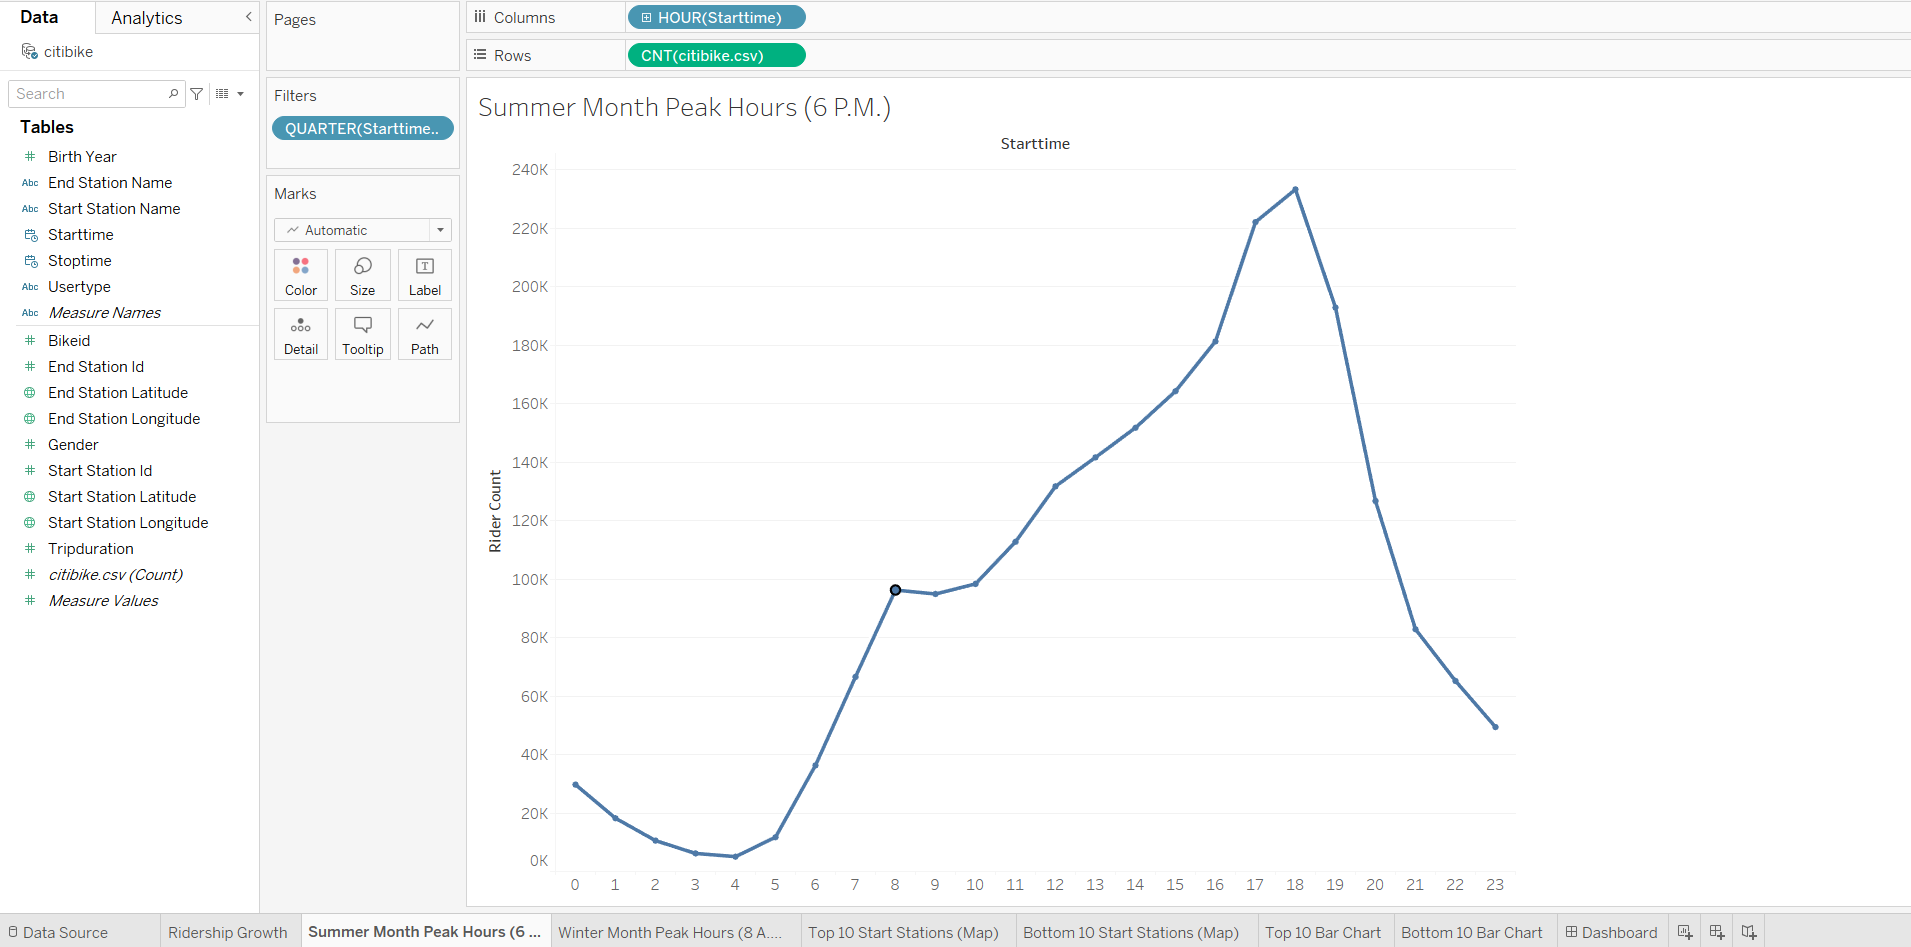 Data
Analytics
citibike
Search
Tables
Birth Year
Abc End Station Name
Abc Start Station Name
Starttime
Stoptime
Abc Usertype
Abc Measure Names
Bikeid
End Station Id
End Station Latitude
End Station Longitude
Gender
Start Station Id
Start Station Latitude
Start Station Longitude
Tripduration
citibike.csv (Count)
Measure Values
Pages
Filters
QUARTER(Starttime..
Marks
Automatic
Color Size Label
Detail Tooltip Path
Columns HOUR(Starttime)
Rows CNT(citibike.csv)
Summer Month Peak Hours (6 P.M.)
Starttime
240K
220K
200K
180K
160K
140K
120K
100K
80K
60K
40K
20K
0K
Rider Count
0 1 2 3 4 5 6 7 8 9 10 11 12 13 14 15 16 17 18 19 20 21 22 23
Data Source Ridership Growth Summer Month Peak Hours (6 ... Winter Month Peak Hours (8 A.... Top 10 Start Stations (Map) Bottom 10 Start Stations (Map) Top 10 Bar Chart Bottom 10 Bar Chart Dashboard